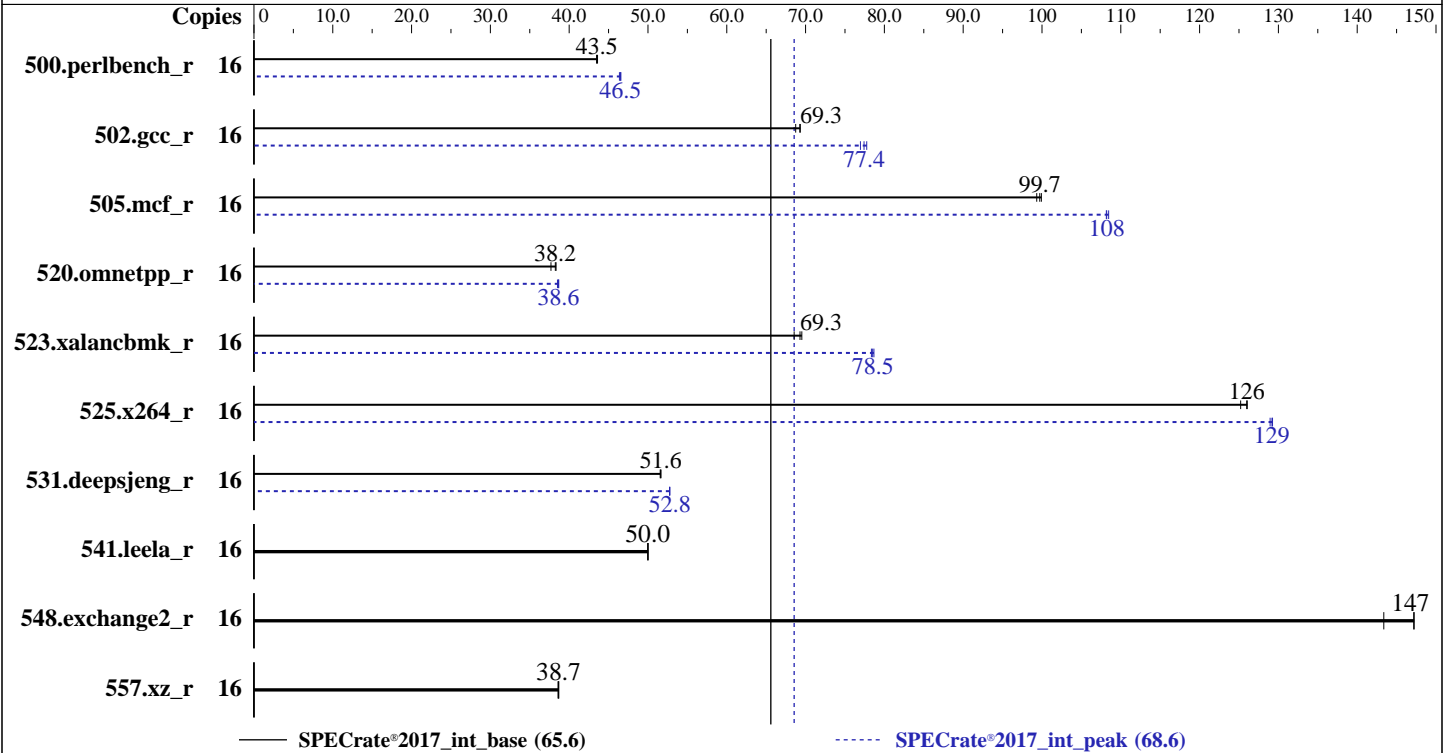 Copies 0 10.0 20.0 30.0 40.0 50.0 60.0 70.0 80.0 90.0 100 110 120 130 140 150
43.5
500.perlbench_r 16
46.5
69.3
502.gcc_r 16
77.4
99.7
505.mcf_r 16
108
38.2
520.omnetpp_r 16
38.6
69.3
523.xalancbmk_r 16
78.5
126
525.x264_r 16
129
51.6
531.deepsjeng_r 16
52.8
50.0
541.leela_r 16
147
548.exchange2_r 16
38.7
557.xz_r 16
SPECrate®2017_int_base (65.6) SPECrate®2017_int_peak (68.6)